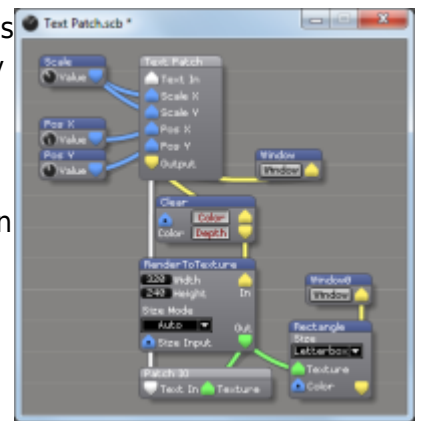 s
y
n
Text Patch.scb *
Scale
Value
Text Patch
Text In
Scale X
Scale Y
Pos X
Value
Pos X
Pos Y
Value
Pos Y
Output
Window
Window
Clear
Color
Color
Depth
RenderToTexture
320 Width
240 Height
In
Size Mode
Auto
Out
Size Input
Window0
Window
Rectangle
Size
Letterbox
Texture
Color
Patch IO
Text In
Texture